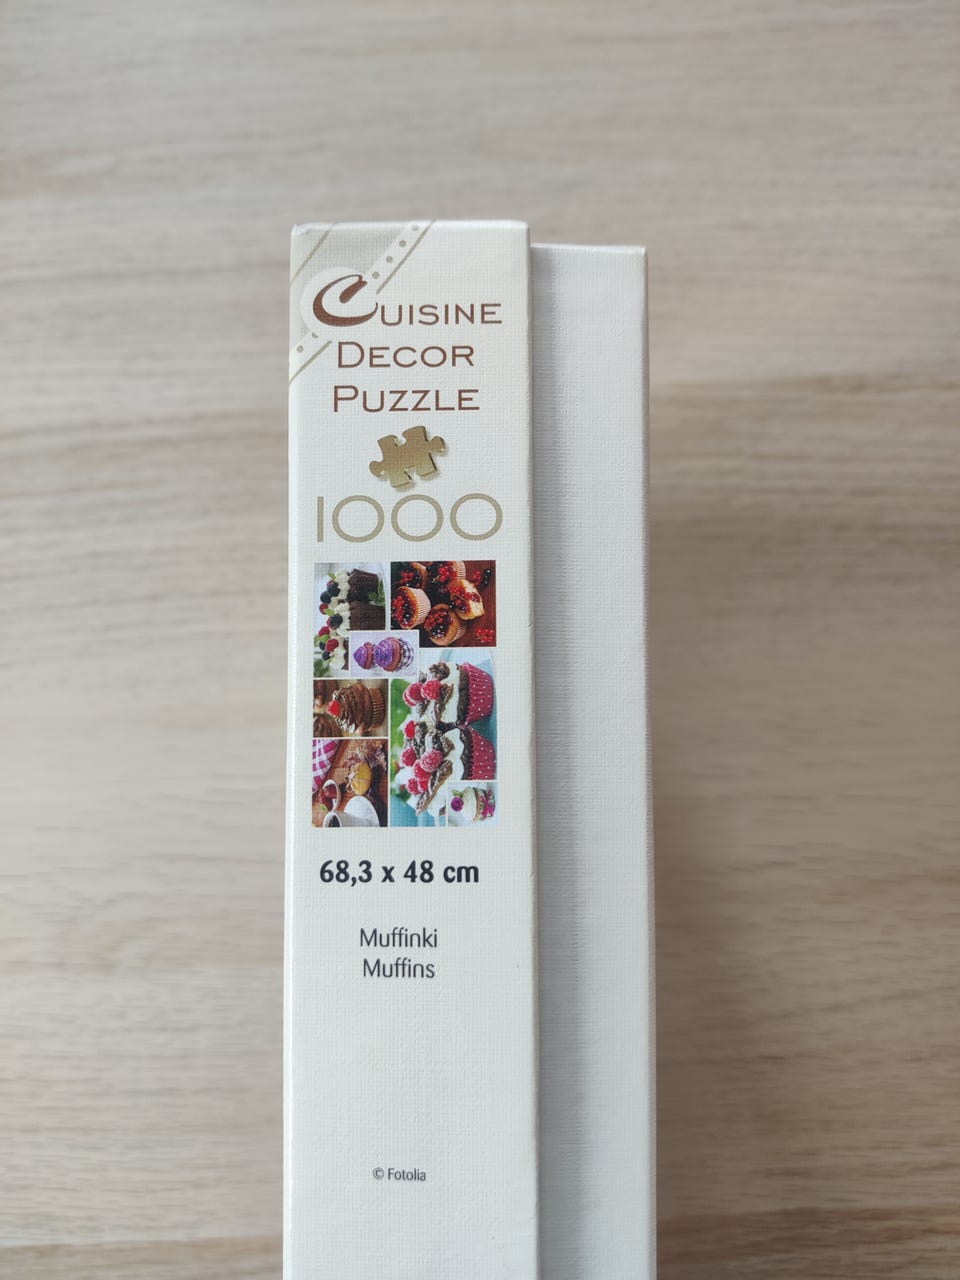 Cuisine
Decor
Puzzle
1000
68,3 x 48 cm
Muffinki
Muffins
© Fotolia